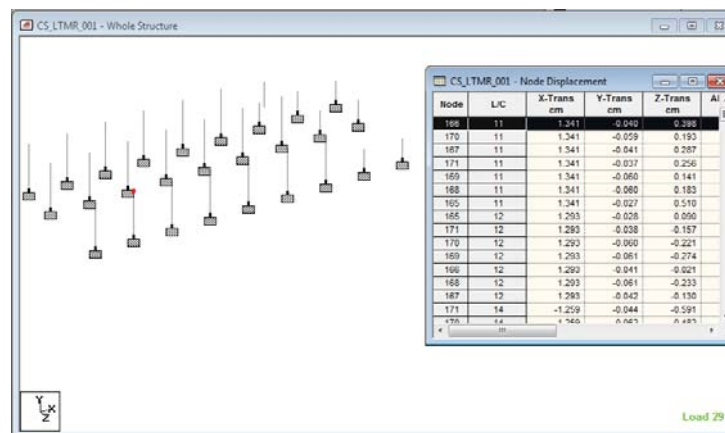 CS_LTMR_001 - Whole Structure
CS_LTMR_001 - Node Displacement
Node L/C X-Trans cm Y-Trans cm Z-Trans cm
166 11 1.341 -0.040 0.398
170 11 1.341 -0.059 0.193
167 11 1.341 -0.041 0.287
171 11 1.341 -0.037 0.256
169 11 1.341 -0.060 0.141
168 11 1.341 -0.060 0.183
165 11 1.341 -0.027 0.510
165 12 1.293 -0.028 0.090
171 12 1.293 -0.038 -0.157
170 12 1.293 -0.060 -0.221
169 12 1.293 -0.061 -0.274
166 12 1.293 -0.041 -0.021
168 12 1.293 -0.061 -0.233
167 12 1.293 -0.042 -0.130
171 14 -1.259 -0.044 -0.591
Y
X
Z
Load 29